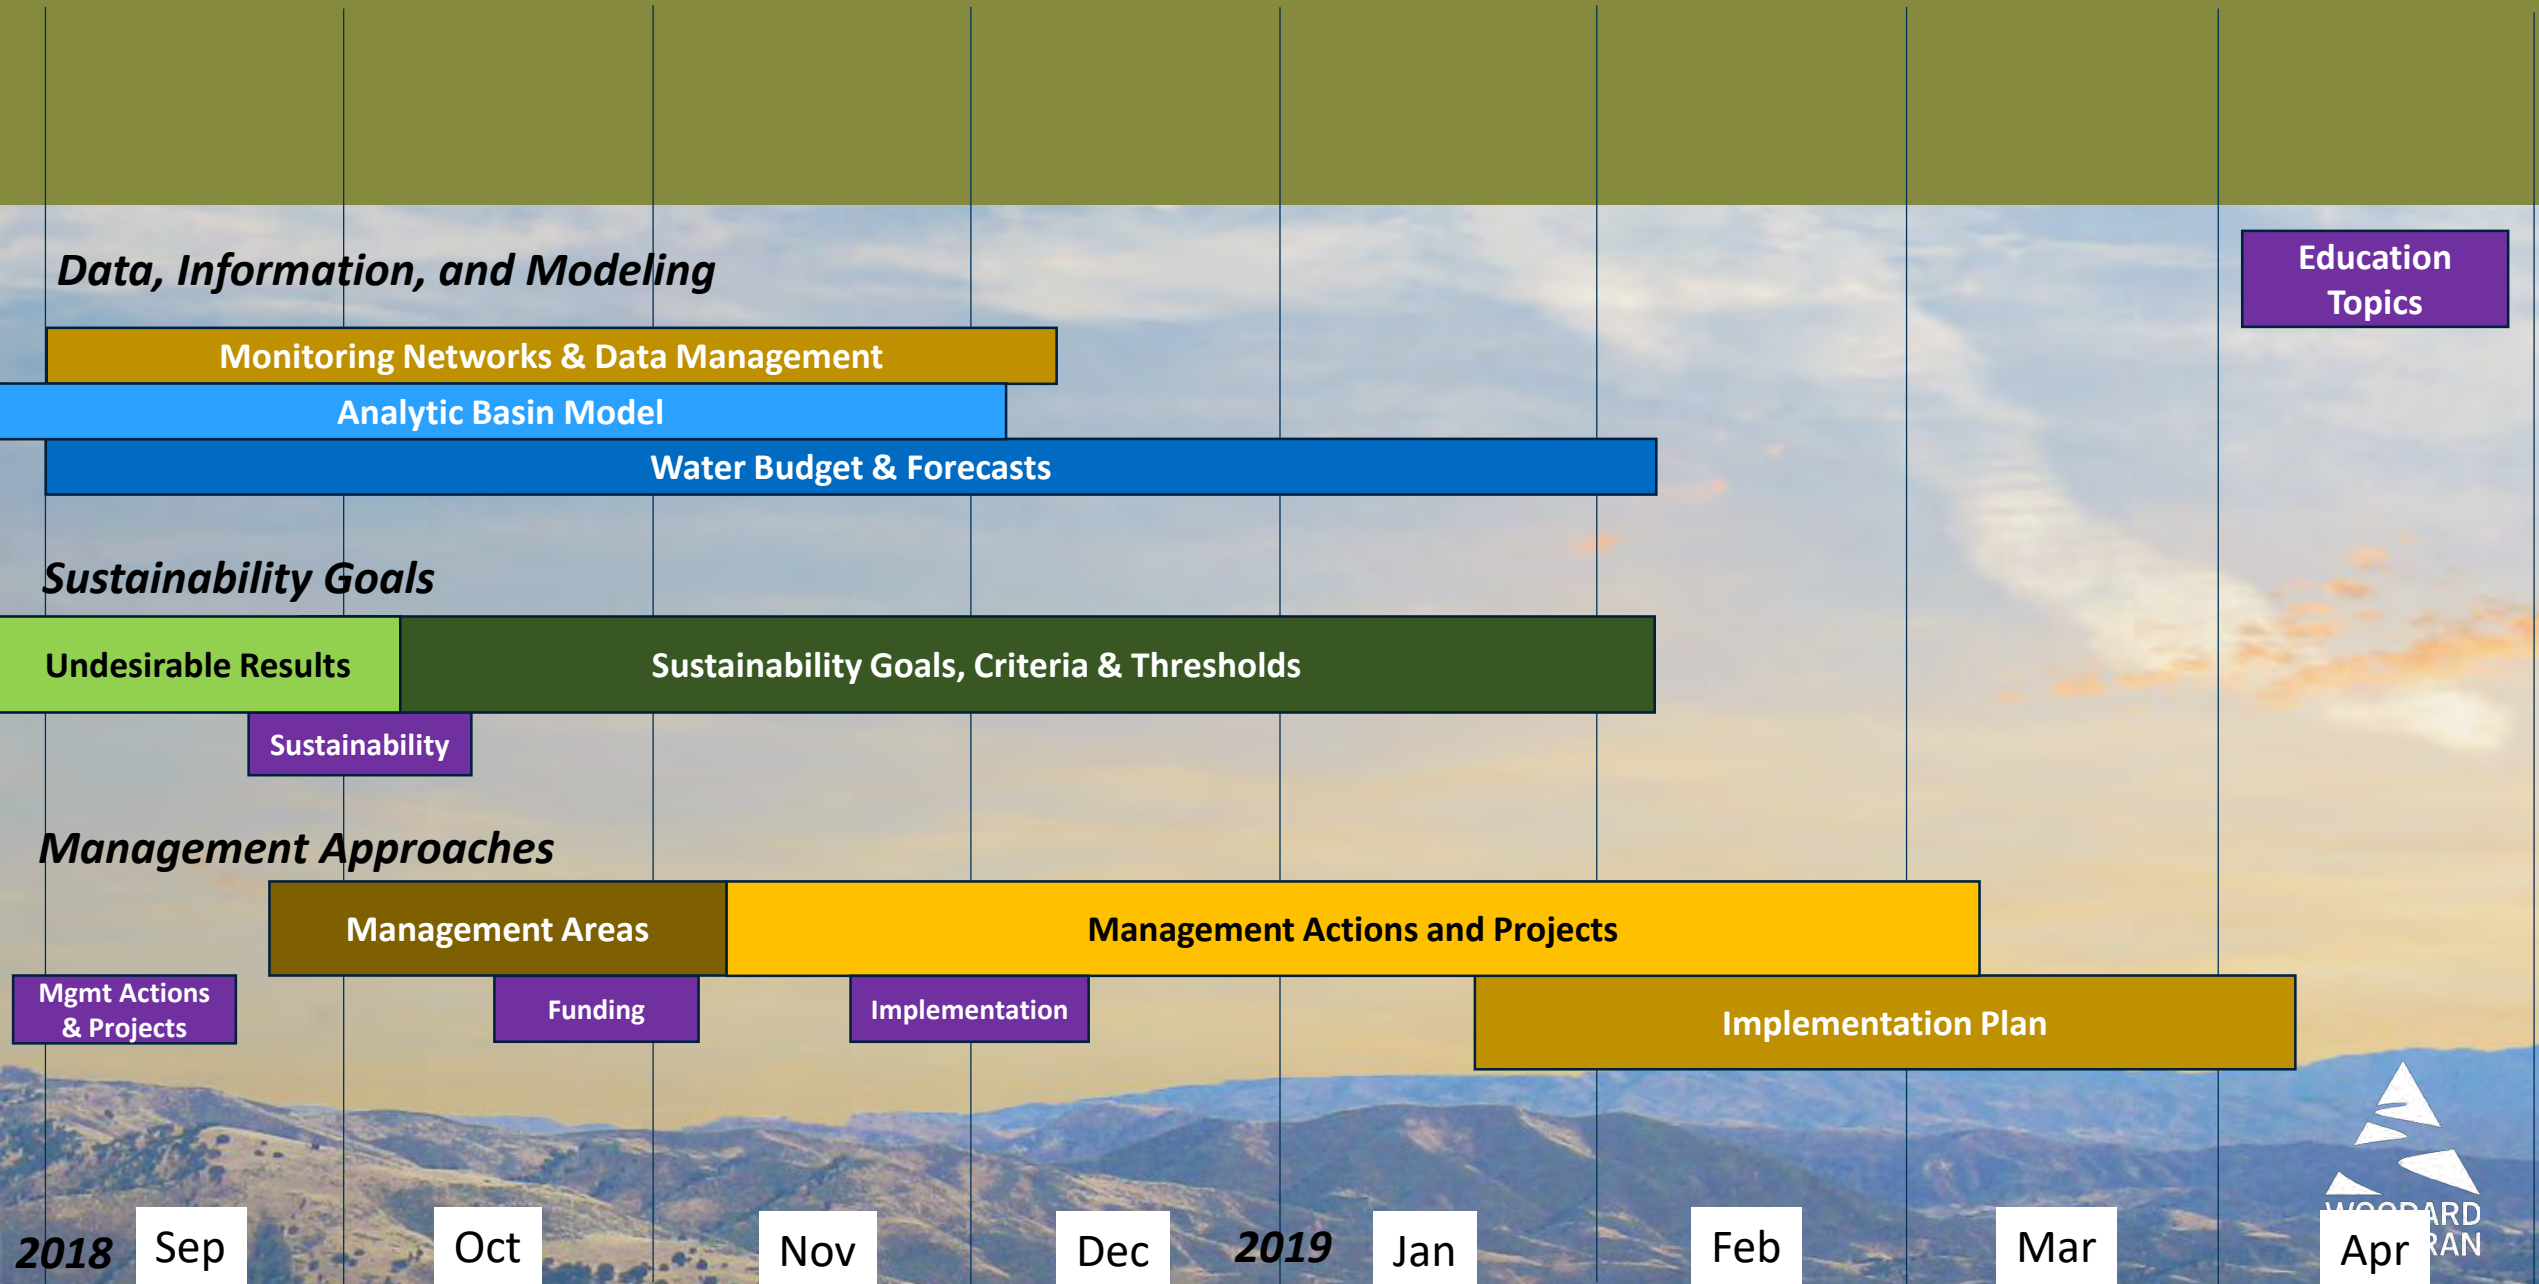 Data, Information, and Modeling
Education
Topics
Monitoring Networks & Data Management
Analytic Basin Model
Water Budget & Forecasts
Sustainability Goals
Undesirable Results
Sustainability Goals, Criteria & Thresholds
Sustainability
Management Approaches
Management Areas
Management Actions and Projects
Mgmt Actions
& Projects
Funding
Implementation
Implementation Plan
2018
Sep
Oct
Nov
Dec
2019
Jan
Feb
Mar
Apr